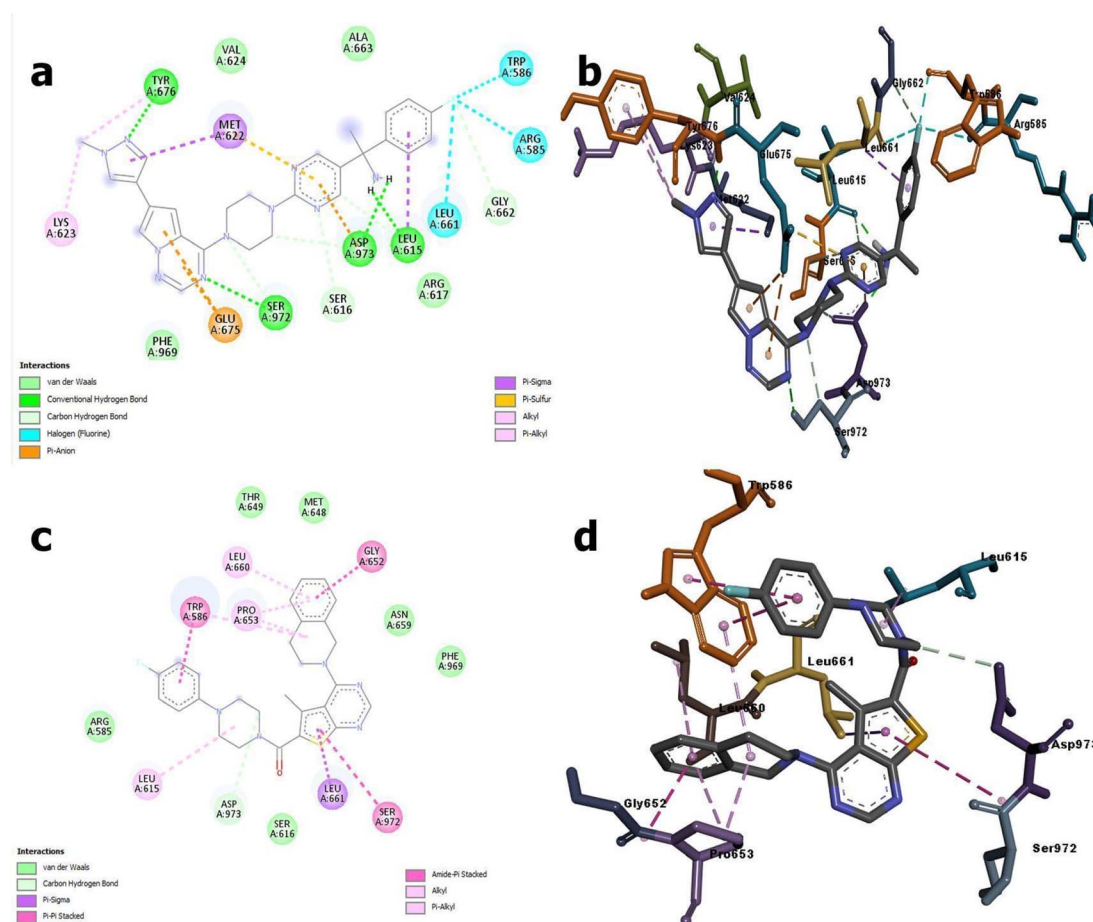 a
VAL
A:624
ALA
A:663
TRP
A:586
TYR
A:676
MET
A:622
ARG
A:585
N
N
N
N
N
N
N
N
N
H
H
LYS
A:623
GLY
A:662
LEU
A:661
ASP
A:973
LEU
A:615
ARG
A:617
SER
A:616
SER
A:972
GLU
A:675
PHE
A:969
Interactions
van der Waals
Conventional Hydrogen Bond
Carbon Hydrogen Bond
Halogen (Fluorine)
Pi-Anion
Pi-Sigma
Pi-Sulfur
Alkyl
Pi-Alkyl
b
Gly662
Trp586
Arg585
Val624
Tyr676
Lys623
Glu675
Leu661
Leu615
Met622
Asp973
Ser972
c
THR
A:649
MET
A:648
LEU
A:660
GLY
A:652
TRP
A:586
PRO
A:653
ASN
A:659
PHE
A:969
ARG
A:585
LEU
A:615
ASP
A:973
SER
A:616
LEU
A:661
SER
A:972
Interactions
van der Waals
Carbon Hydrogen Bond
Pi-Sigma
Pi-Pi Stacked
Amide-Pi Stacked
Alkyl
Pi-Alkyl
d
Trp586
Leu615
Leu661
Leu660
Asp973
Gly652
Pro653
Ser972